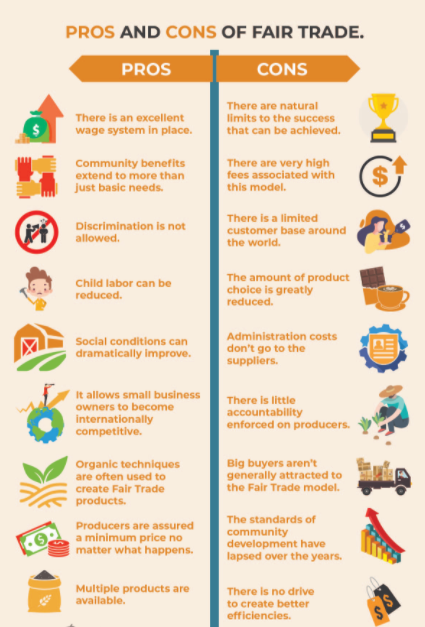 PROS AND CONS OF FAIR TRADE.
PROS
CONS
There is an excellent
wage system in place.
There are natural
limits to the success
that can be achieved.
Community benefits
extend to more than
just basic needs.
There are very high
fees associated with
this model.
Discrimination is not
allowed.
There is a limited
customer base around
the world.
Child labor can be
reduced.
The amount of product
choice is greatly
reduced.
Social conditions can
dramatically improve.
Administration costs
don't go to the
suppliers.
It allows small business
owners to become
internationally
competitive.
There is little
accountability
enforced on producers.
Organic techniques
are often used to
create Fair Trade
products.
Big buyers aren't
generally attracted to
the Fair Trade model.
Producers are assured
a minimum price no
matter what happens.
The standards of
community
development have
lapsed over the years.
Multiple products are
available.
There is no drive
to create better
efficiencies.